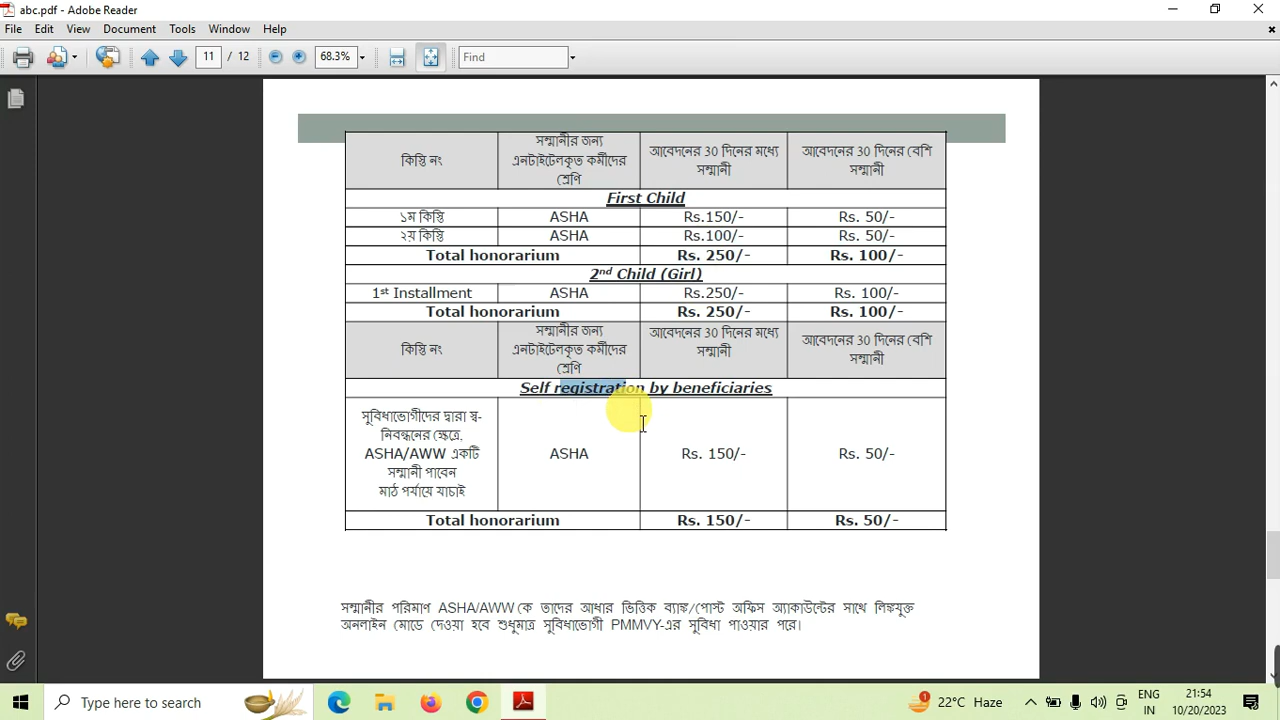 abc.pdf - Adobe Reader
File Edit View Document Tools Window Help
11 / 12 68.3% Find
কিস্তি নং
সম্মানীর জন্য
এনটাইটেলকৃত কর্মীদের
শ্রেণি
আবেদনের 30 দিনের মধ্যে
সম্মানী
আবেদনের 30 দিনের বেশি
সম্মানী
First Child
১ম কিস্তি ASHA Rs.150/- Rs. 50/-
২য় কিস্তি ASHA Rs.100/- Rs. 50/-
Total honorarium Rs. 250/- Rs. 100/-
2nd Child (Girl)
1st Installment ASHA Rs.250/- Rs. 100/-
Total honorarium Rs. 250/- Rs. 100/-
কিস্তি নং
সম্মানীর জন্য
এনটাইটেলকৃত কর্মীদের
শ্রেণি
আবেদনের 30 দিনের মধ্যে
সম্মানী
আবেদনের 30 দিনের বেশি
সম্মানী
Self registration by beneficiaries
সুবিধাভোগীদের দ্বারা স্ব-
নিবন্ধনের ক্ষেত্রে,
ASHA/AWW একটি
সম্মানী পাবেন
মাঠ পর্যায়ে যাচাই
ASHA Rs. 150/- Rs. 50/-
Total honorarium Rs. 150/- Rs. 50/-
সম্মানীর পরিমাণ ASHA/AWW কে তাদের আধার ভিত্তিক ব্যাঙ্ক/পোস্ট অফিস অ্যাকাউন্টের সাথে লিঙ্কযুক্ত
অনলাইন মোডে দেওয়া হবে শুধুমাত্র সুবিধাভোগী PMMVY-এর সুবিধা পাওয়ার পরে।
Type here to search
1
22°C Haze
ENG
IN
21:54
10/20/2023